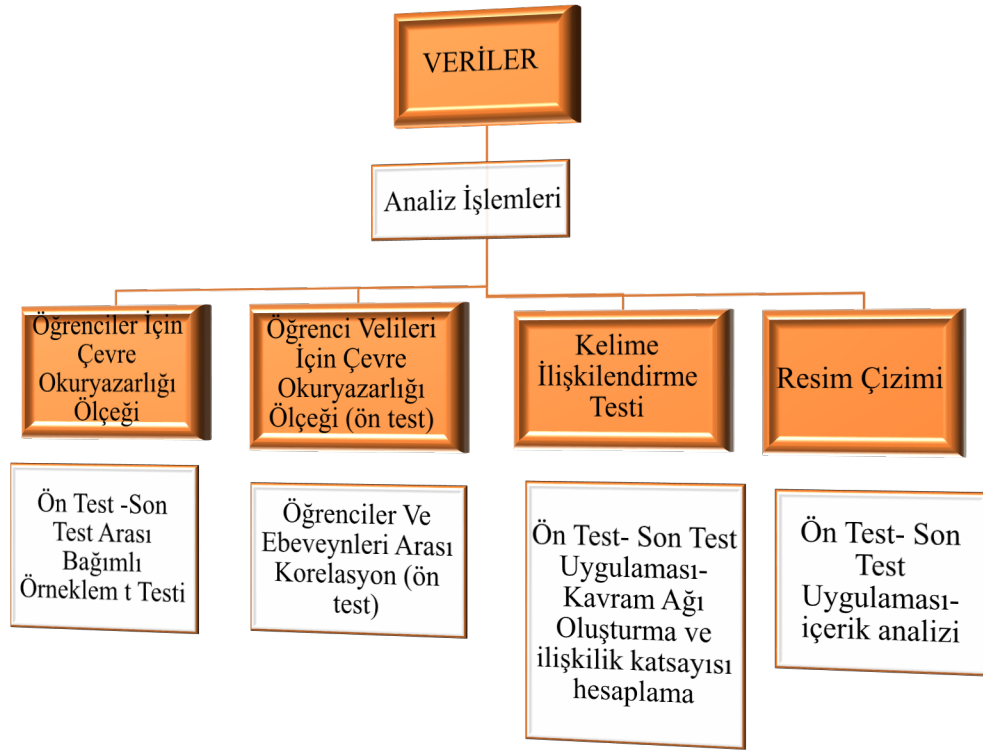 VERİLER
Analiz İşlemleri
Öğrenciler İçin
Çevre
Okuryazarlığı
Ölçeği
Öğrenci Velileri
İçin Çevre
Okuryazarlığı
Ölçeği (ön test)
Kelime
İlişkilendirme
Testi
Resim Çizimi
Ön Test -Son
Test Arası
Bağımlı
Örneklem t Testi
Öğrenciler Ve
Ebeveynleri Arası
Korelasyon (ön
test)
Ön Test- Son Test
Uygulaması-
Kavram Ağı
Oluşturma ve
ilişkilik katsayısı
hesaplama
Ön Test- Son
Test
Uygulaması-
içerik analizi